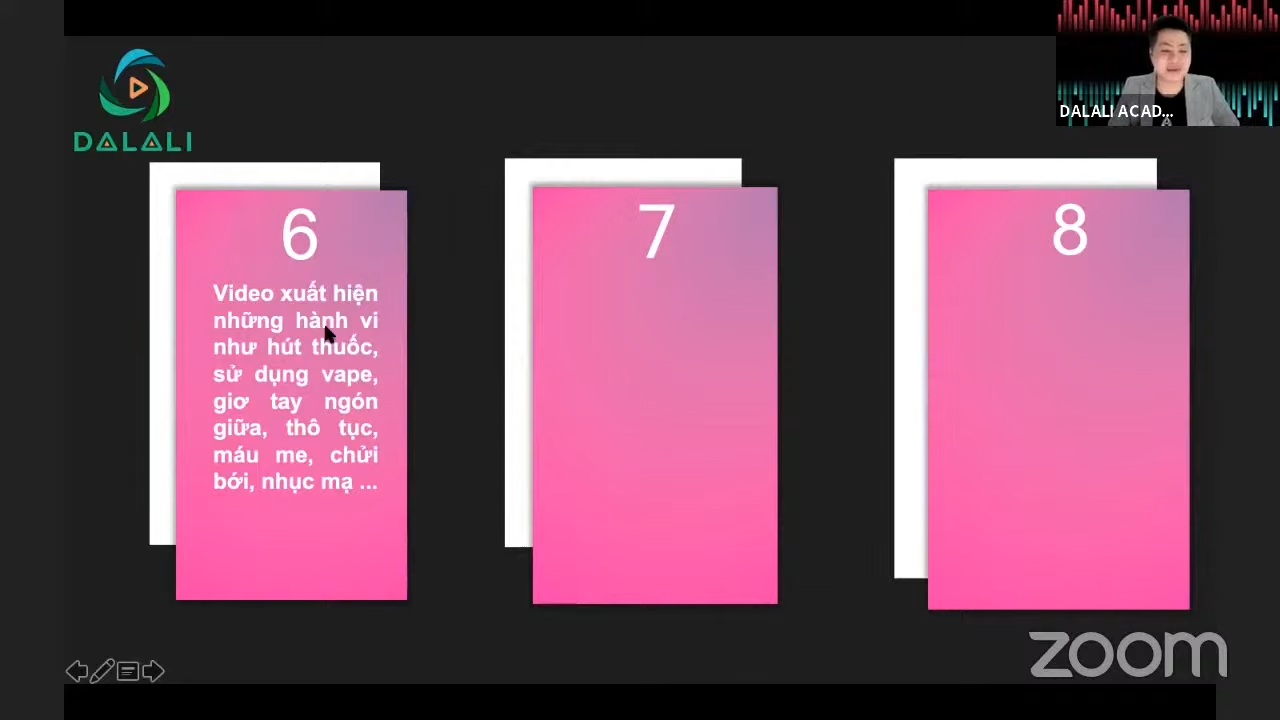 DALALI ACAD...
DALALI
6
Video xuất hiện
những hành vi
như hút thuốc,
sử dụng vape,
giơ tay ngón
giữa, thô tục,
máu me, chửi
bới, nhục mạ ...
7
8
zoom